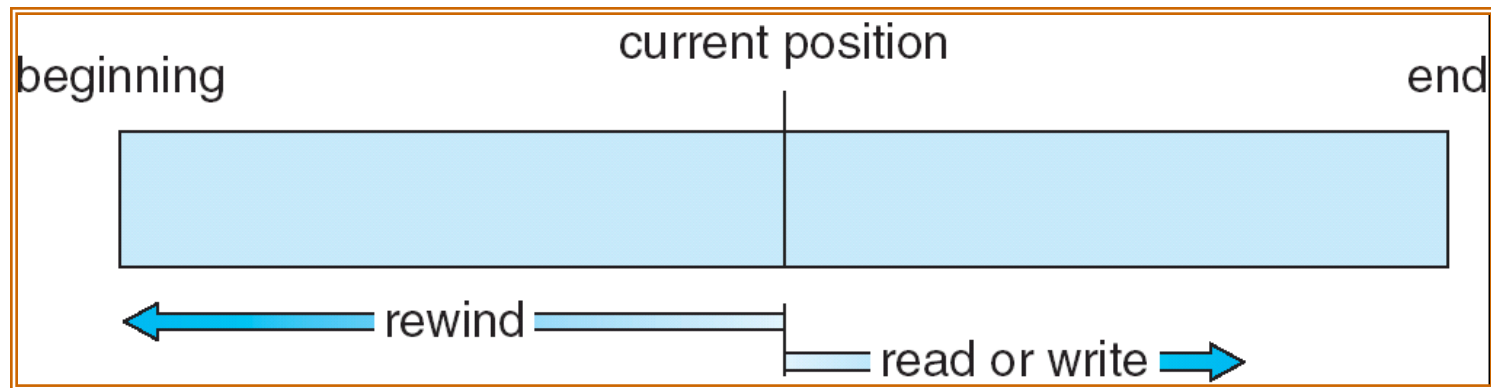 current position
beginning
end
rewind
read or write